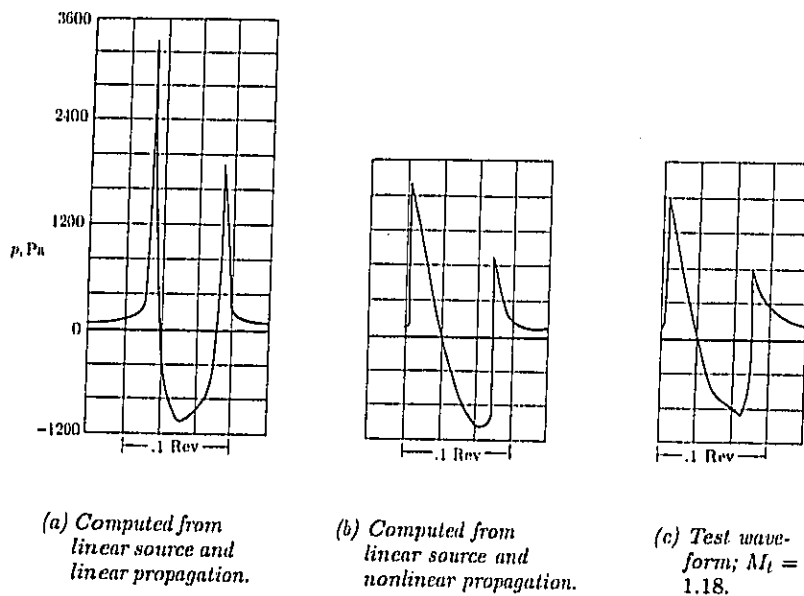 3600
2400
1200
p, Pa
0
-1200
.1 Rev
.1 Rev
.1 Rev
(a) Computed from
linear source and
linear propagation.
(b) Computed from
linear source and
nonlinear propagation.
(c) Test wave-
form; Mt =
1.18.